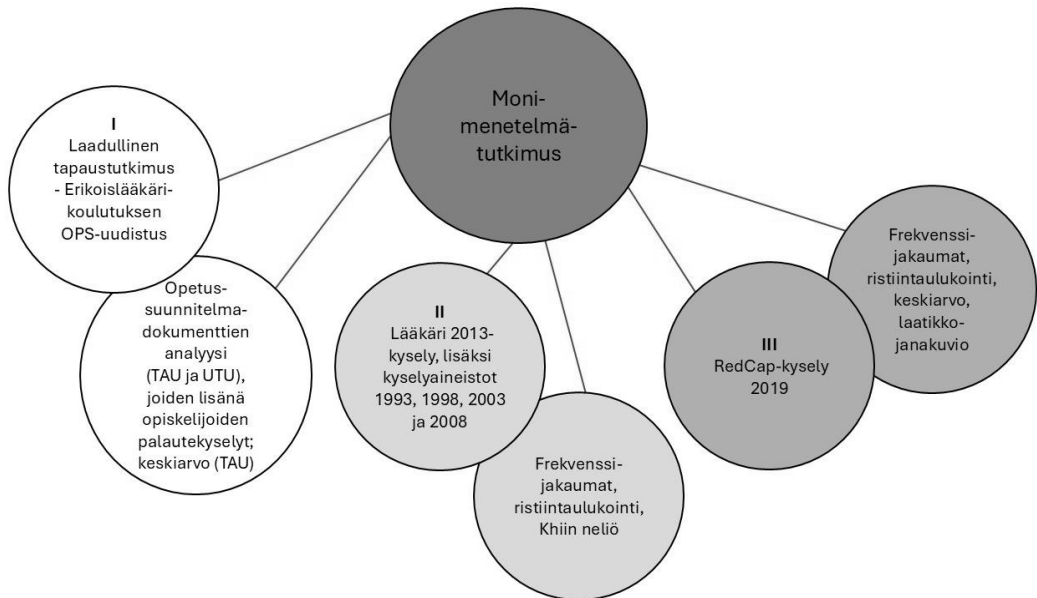 Moni-
menetelmä-
tutkimus
I
Laadullinen
tapaustutkimus
- Erikoislääkäri-
koulutuksen
OPS-uudistus
Opetus-
suunnitelma-
dokumenttien
analyysi
(TAU ja UTU),
joiden lisänä
opiskelijoiden
palautekyselyt;
keskiarvo (TAU)
II
Lääkäri 2013-
kysely, lisäksi
kyselyaineistot
1993, 1998, 2003
ja 2008
Frekvenssi-
jakaumat,
ristiintaulukointi,
Khiin neliö
III
RedCap-kysely
2019
Frekvenssi-
jakaumat,
ristiintaulukointi,
keskiarvo,
laatikko-
janakuvio